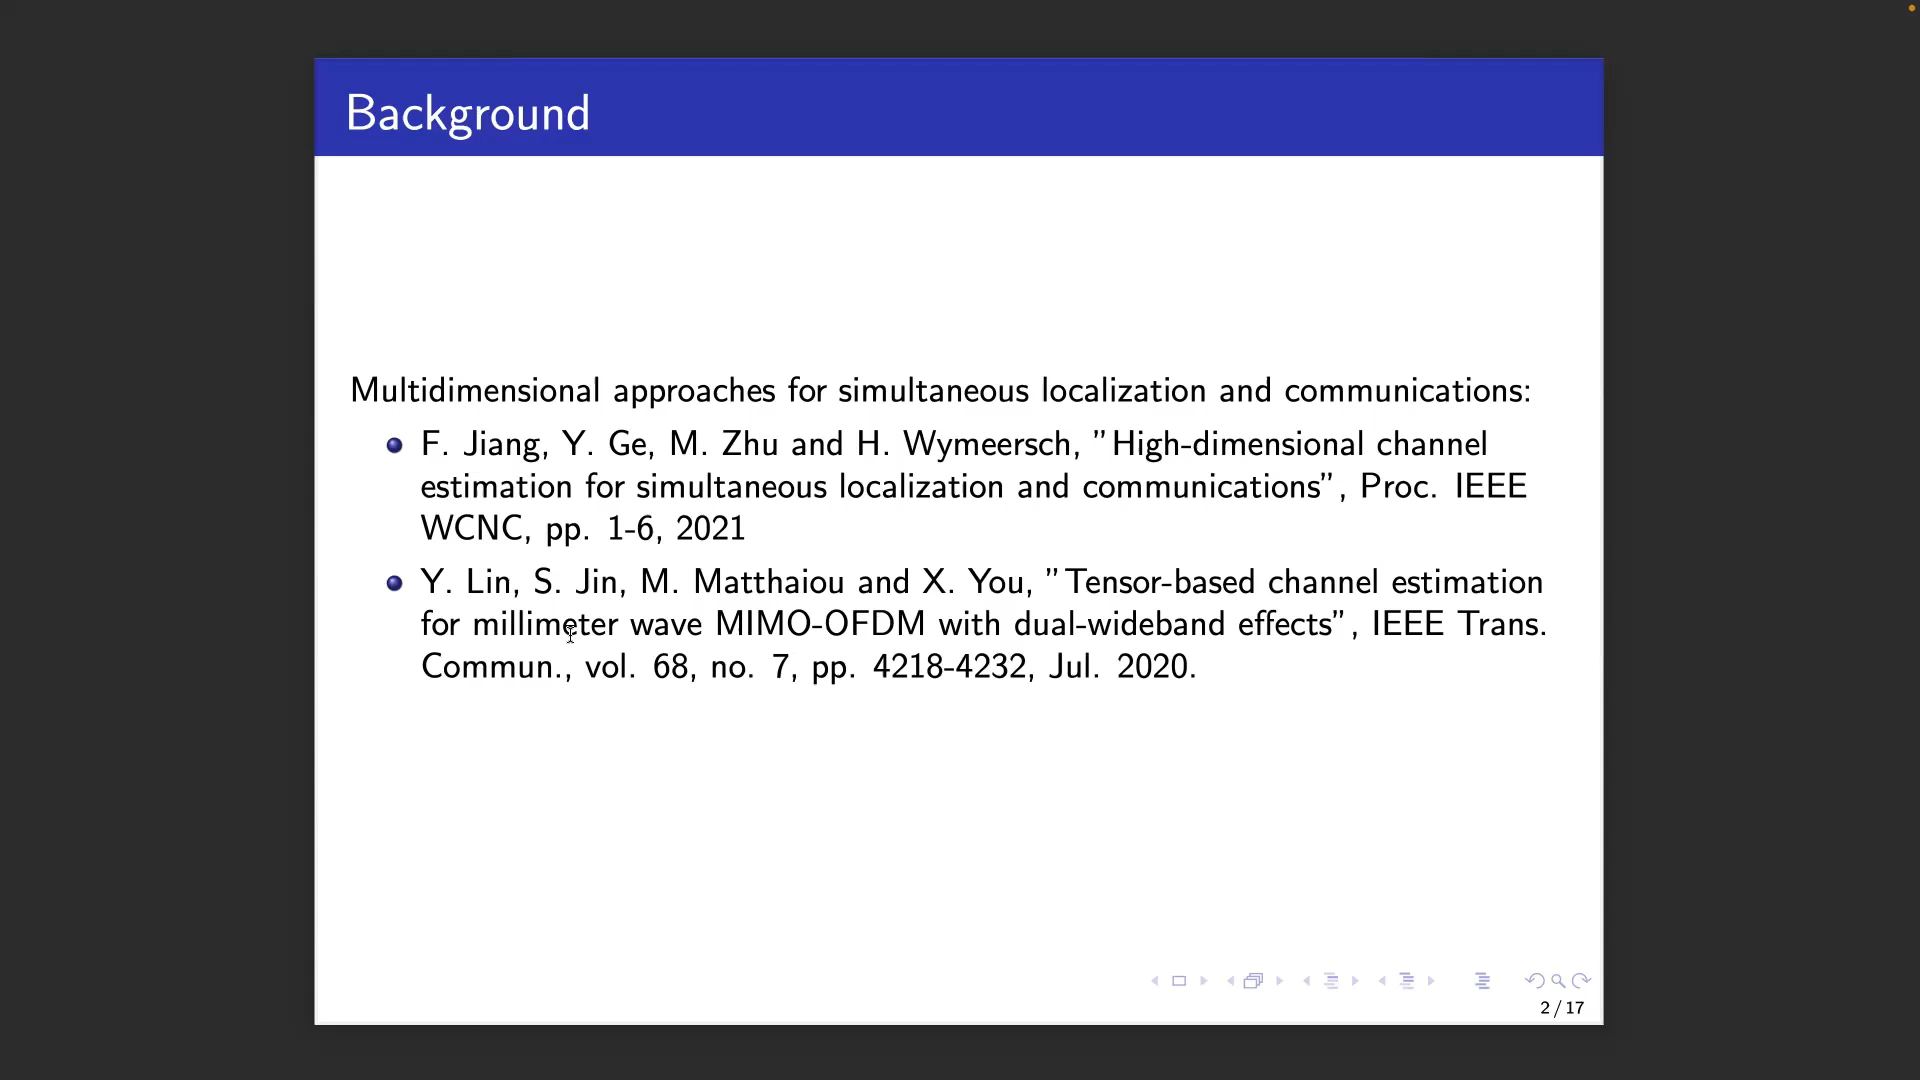 Background
Multidimensional approaches for simultaneous localization and communications:
F. Jiang, Y. Ge, M. Zhu and H. Wymeersch, ”High-dimensional channel
estimation for simultaneous localization and communications”, Proc. IEEE
WCNC, pp. 1-6, 2021
Y. Lin, S. Jin, M. Matthaiou and X. You, ”Tensor-based channel estimation
for millimeter wave MIMO-OFDM with dual-wideband effects”, IEEE Trans.
Commun., vol. 68, no. 7, pp. 4218-4232, Jul. 2020.
2 / 17